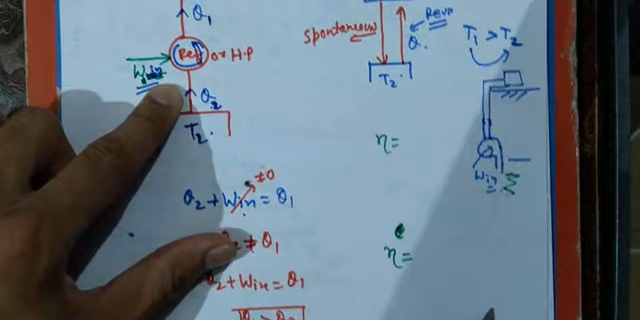 Q₁
Ref or H.P
Win
Q₂
T₂.
Q₂ + Win = Q₁
≠0
≠ Q₁
Q₂ + Win = Q₁
spontaneous
Q.
Revp
T₂.
T₁ > T₂
η=
η=
Win